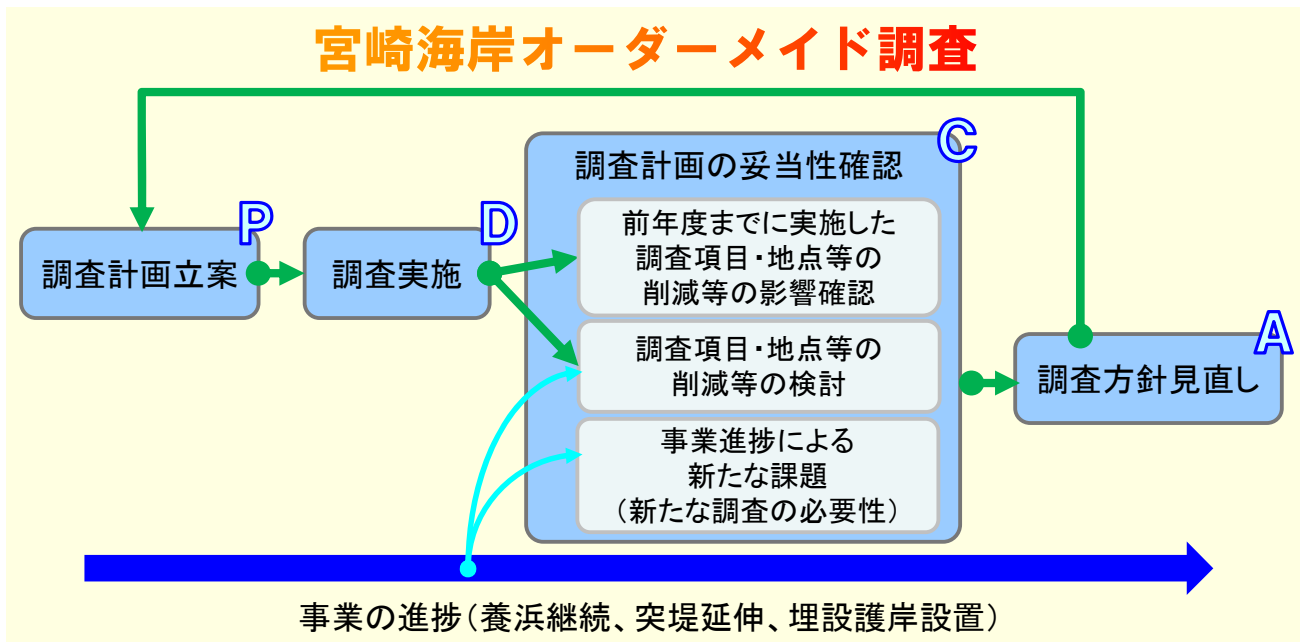 宮崎海岸オーダーメイド調査
P
調査計画立案
D
調査実施
C
調査計画の妥当性確認
前年度までに実施した
調査項目・地点等の
削減等の影響確認
調査項目・地点等の
削減等の検討
事業進捗による
新たな課題
（新たな調査の必要性）
A
調査方針見直し
事業の進捗（養浜継続、突堤延伸、埋設護岸設置）